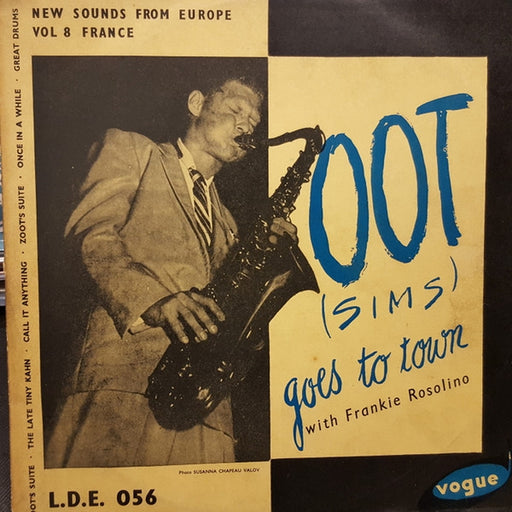 NEW SOUNDS FROM EUROPE
VOL 8 FRANCE
OOT
(SIMS)
goes to town
with Frankie Rosolino
Photo SUSANNA CHAPEAU VALOV
L.D.E. 056
vogue
OOT'S SUITE · THE LATE TINY KAHN · CALL IT ANYTHING · ZOOT'S SUITE · ONCE IN A WHILE · GREAT DRUMS